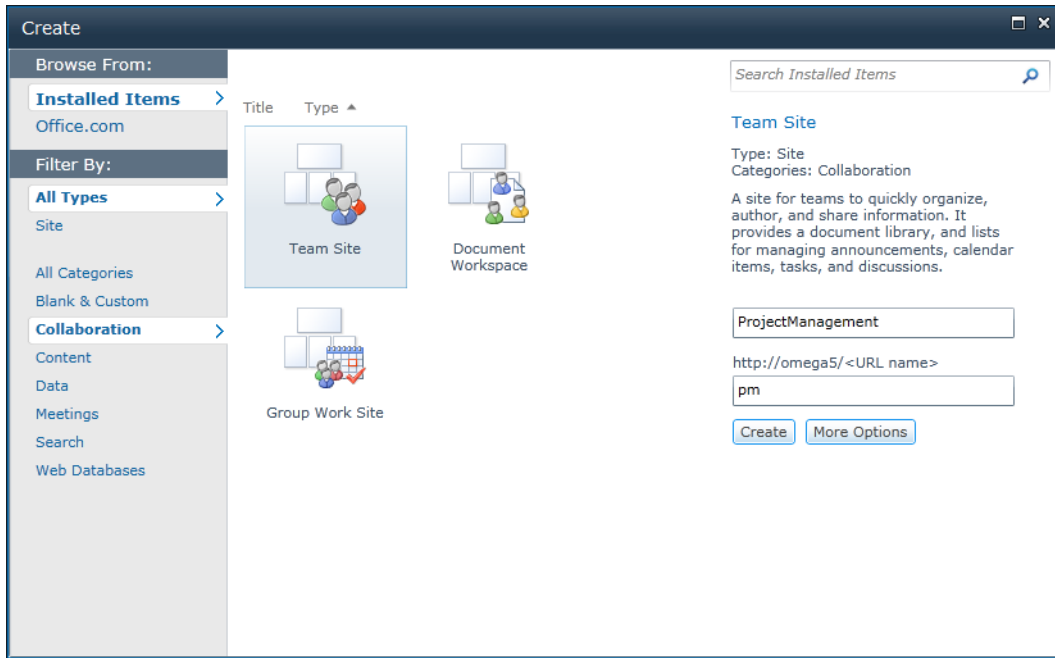 Create
Browse From:
Installed Items
Office.com
Filter By:
All Types
Site
All Categories
Blank & Custom
Collaboration
Content
Data
Meetings
Search
Web Databases
Title Type
Team Site
Document
Workspace
Group Work Site
Search Installed Items
Team Site
Type: Site
Categories: Collaboration
A site for teams to quickly organize,
author, and share information. It
provides a document library, and lists
for managing announcements, calendar
items, tasks, and discussions.
ProjectManagement
http://omega5/<URL name>
pm
Create More Options